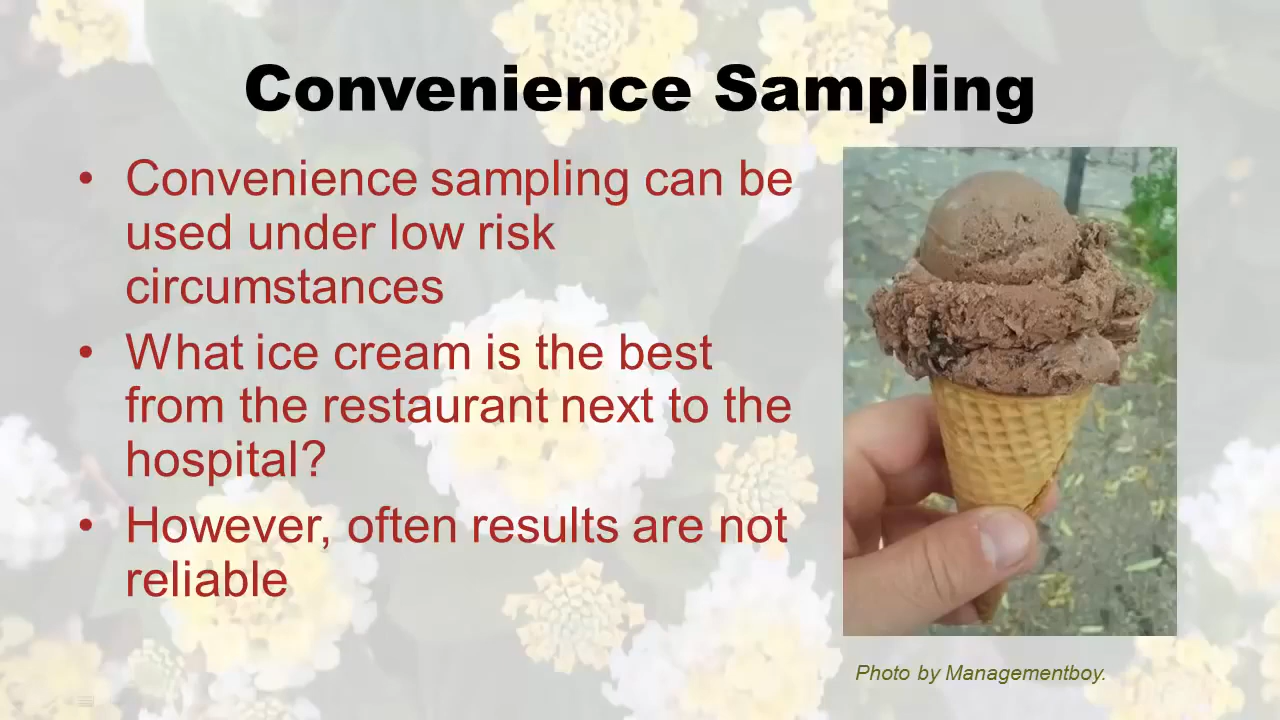 Convenience Sampling
• Convenience sampling can be
used under low risk
circumstances
• What ice cream is the best
from the restaurant next to the
hospital?
• However, often results are not
reliable
Photo by Managementboy.